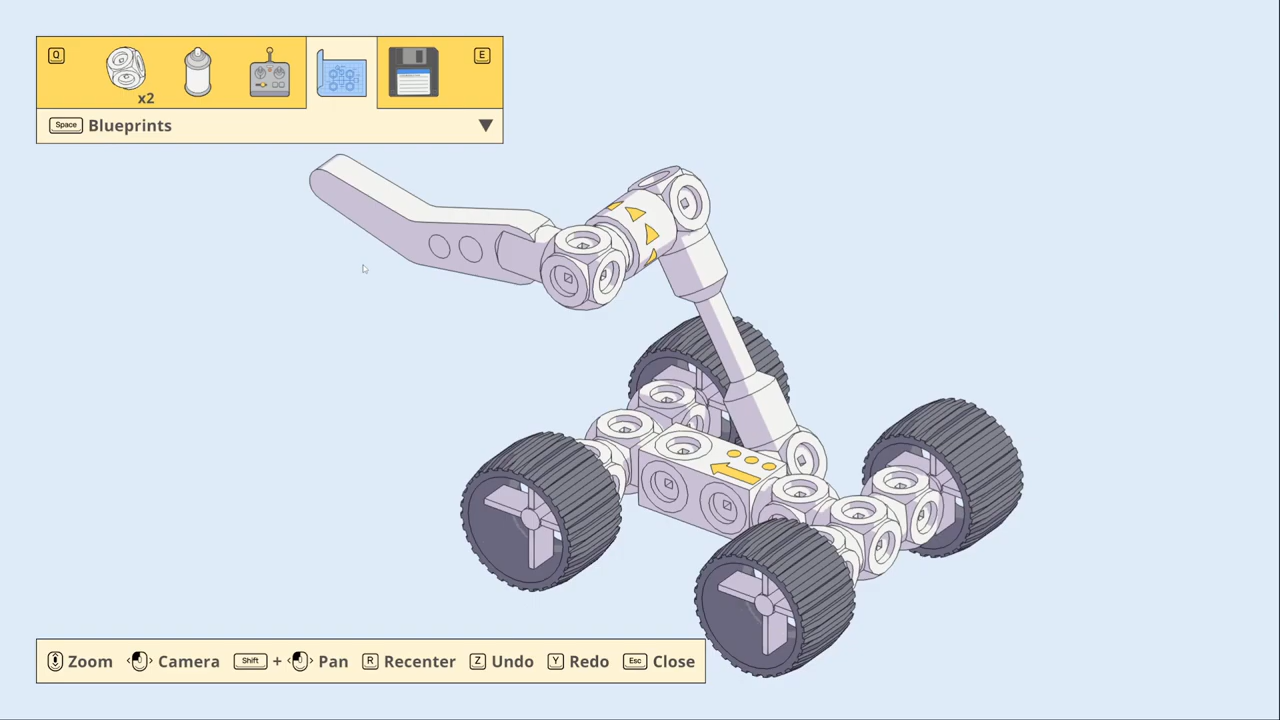 Q
E
x2
Space Blueprints
Zoom Camera Shift + Pan R Recenter Z Undo Y Redo Esc Close